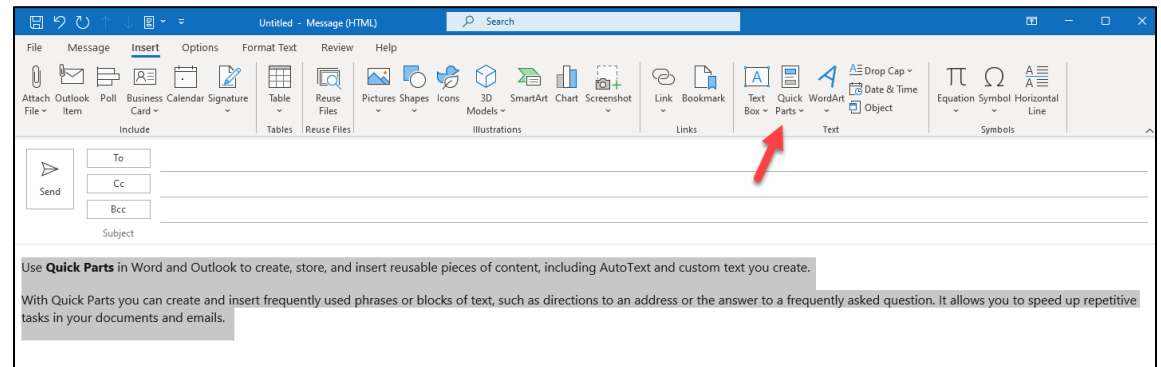 Untitled - Message (HTML) Search
File Message Insert Options Format Text Review Help
Attach File Outlook Item Poll Business Card Calendar Signature Table Reuse Files Pictures Shapes Icons 3D Models SmartArt Chart Screenshot Link Bookmark Text Box Quick Parts WordArt Drop Cap Date & Time Object Equation Symbol Horizontal Line
Include Tables Reuse Files Illustrations Links Text Symbols
Send
To
Cc
Bcc
Subject
Use Quick Parts in Word and Outlook to create, store, and insert reusable pieces of content, including AutoText and custom text you create.
With Quick Parts you can create and insert frequently used phrases or blocks of text, such as directions to an address or the answer to a frequently asked question. It allows you to speed up repetitive
tasks in your documents and emails.